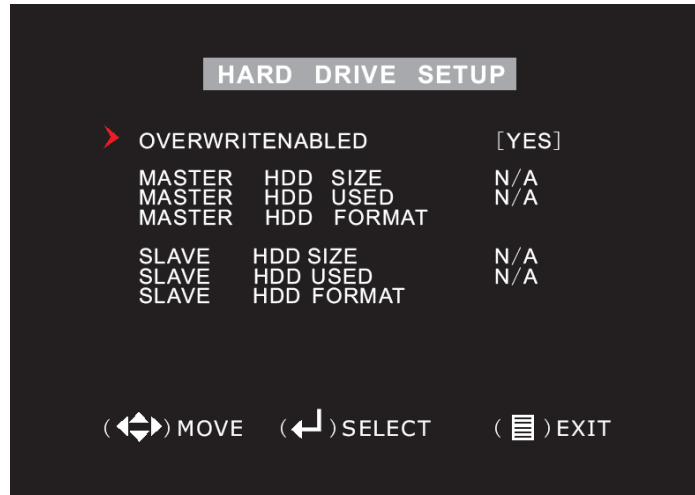 HARD DRIVE SETUP
OVERWRITENABLED [YES]
MASTER HDD SIZE N/A
MASTER HDD USED N/A
MASTER HDD FORMAT
SLAVE HDD SIZE N/A
SLAVE HDD USED N/A
SLAVE HDD FORMAT
( ) MOVE ( ) SELECT ( ) EXIT